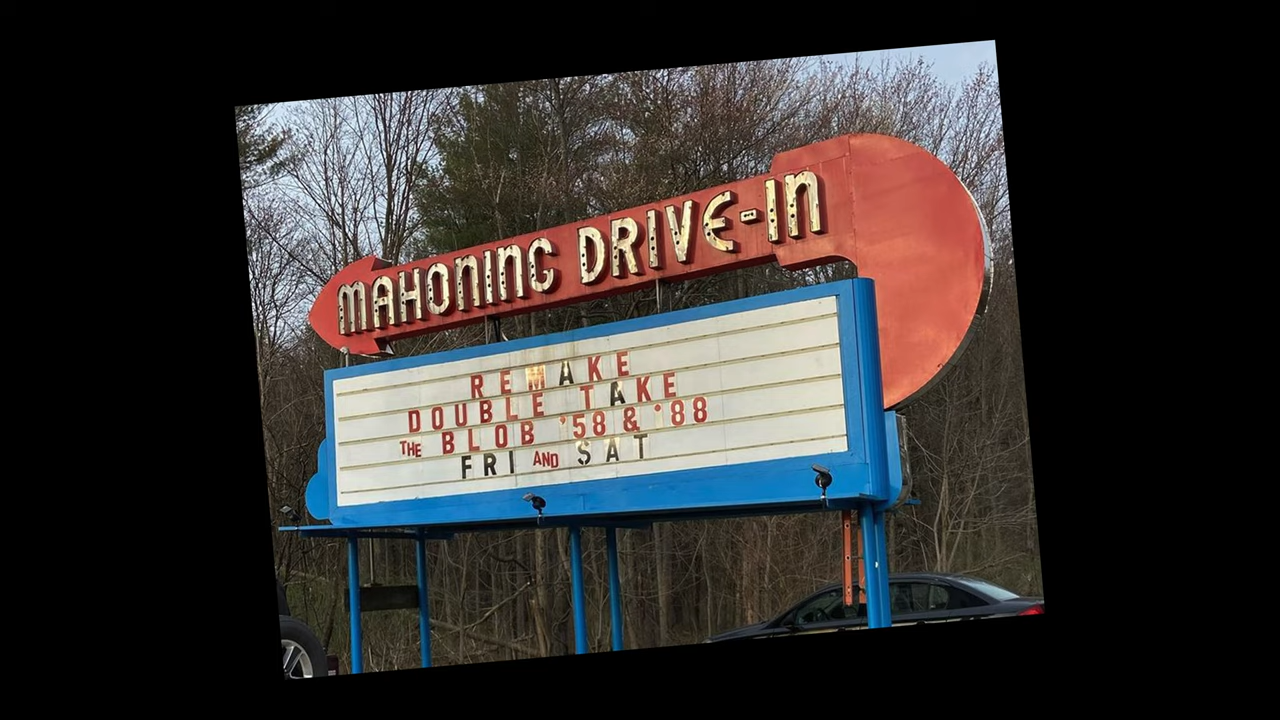 MAHONING DRIVE-IN
REMAKE
DOUBLE TAKE
THE BLOB '58 & '88
FRI AND SAT